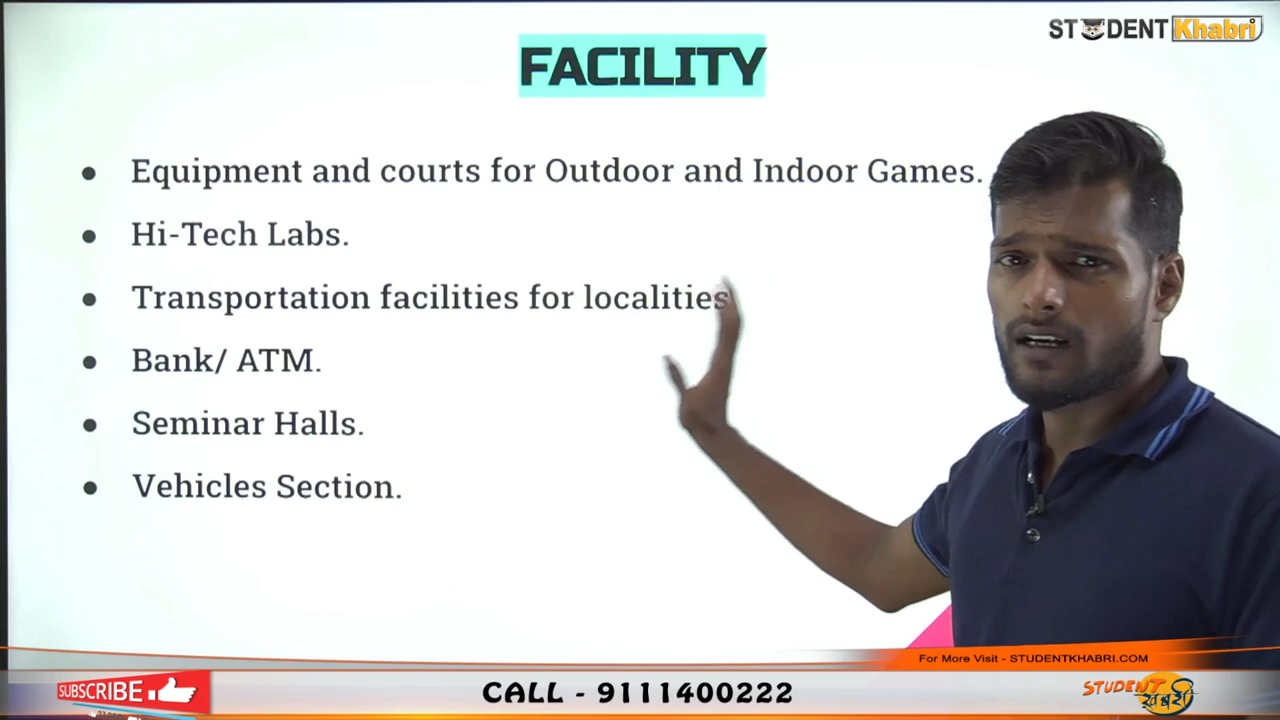 STUDENT Khabri
FACILITY
● Equipment and courts for Outdoor and Indoor Games.
● Hi-Tech Labs.
● Transportation facilities for localities
● Bank/ ATM.
● Seminar Halls.
● Vehicles Section.
For More Visit - STUDENTKHABRI.COM
SUBSCRIBE
CALL - 9111400222
STUDENT
खबरी